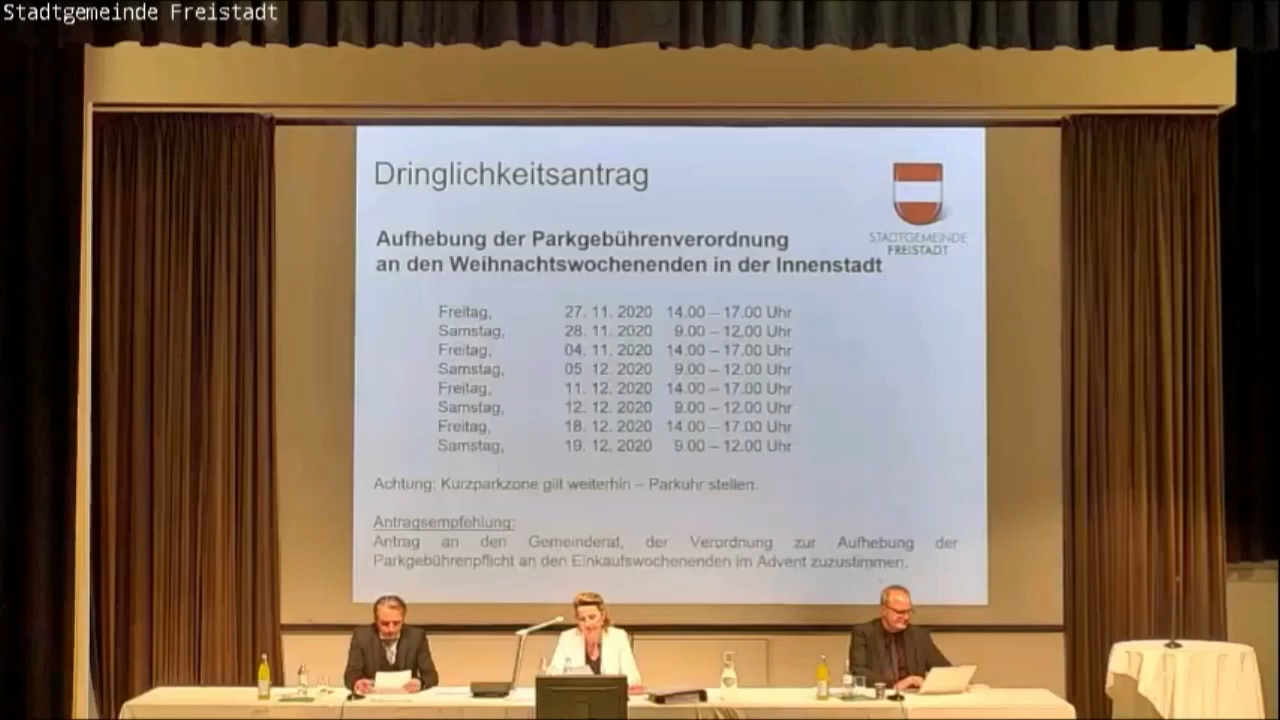 Stadtgemeinde Freistadt
Dringlichkeitsantrag
STADTGEMEINDE
FREISTADT
Aufhebung der Parkgebührenverordnung
an den Weihnachtswochenenden in der Innenstadt
Freitag, 27. 11. 2020 14.00 – 17.00 Uhr
Samstag, 28. 11. 2020 9.00 – 12.00 Uhr
Freitag, 04. 11. 2020 14.00 – 17.00 Uhr
Samstag, 05. 12. 2020 9.00 – 12.00 Uhr
Freitag, 11. 12. 2020 14.00 – 17.00 Uhr
Samstag, 12. 12. 2020 9.00 – 12.00 Uhr
Freitag, 18. 12. 2020 14.00 – 17.00 Uhr
Samstag, 19. 12. 2020 9.00 – 12.00 Uhr
Achtung: Kurzparkzone gilt weiterhin – Parkuhr stellen.
Antragsempfehlung:
Antrag an den Gemeinderat, der Verordnung zur Aufhebung der
Parkgebührenpflicht an den Einkaufswochenenden im Advent zuzustimmen.